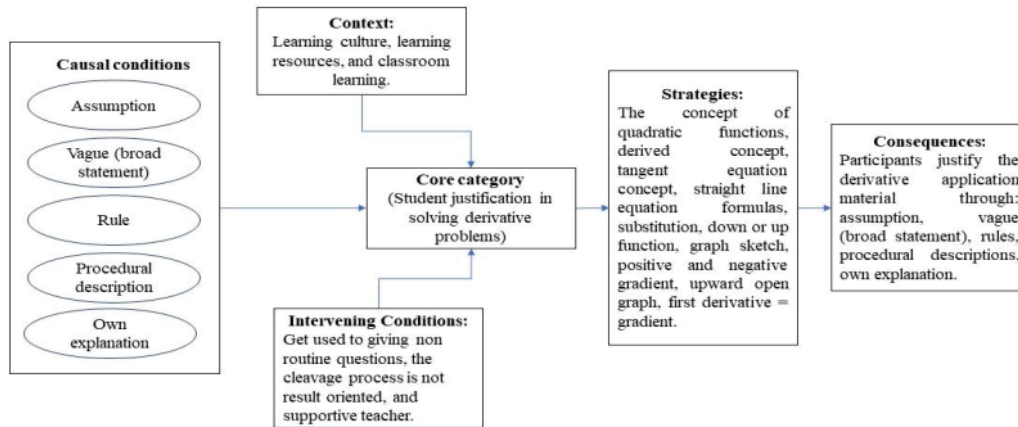 Causal conditions
Assumption
Vague (broad
statement)
Rule
Procedural
description
Own
explanation
Context:
Learning culture, learning
resources, and classroom
learning.
Core category
(Student justification in
solving derivative
problems)
Intervening Conditions:
Get used to giving non
routine questions, the
cleavage process is not
result oriented, and
supportive teacher.
Strategies:
The concept of
quadratic functions,
derived concept,
tangent equation
concept, straight line
equation formulas,
substitution, down or up
function, graph sketch,
positive and negative
gradient, upward open
graph, first derivative =
gradient.
Consequences:
Participants justify the
derivative application
material through:
assumption, vague
(broad statement), rules,
procedural descriptions,
own explanation.